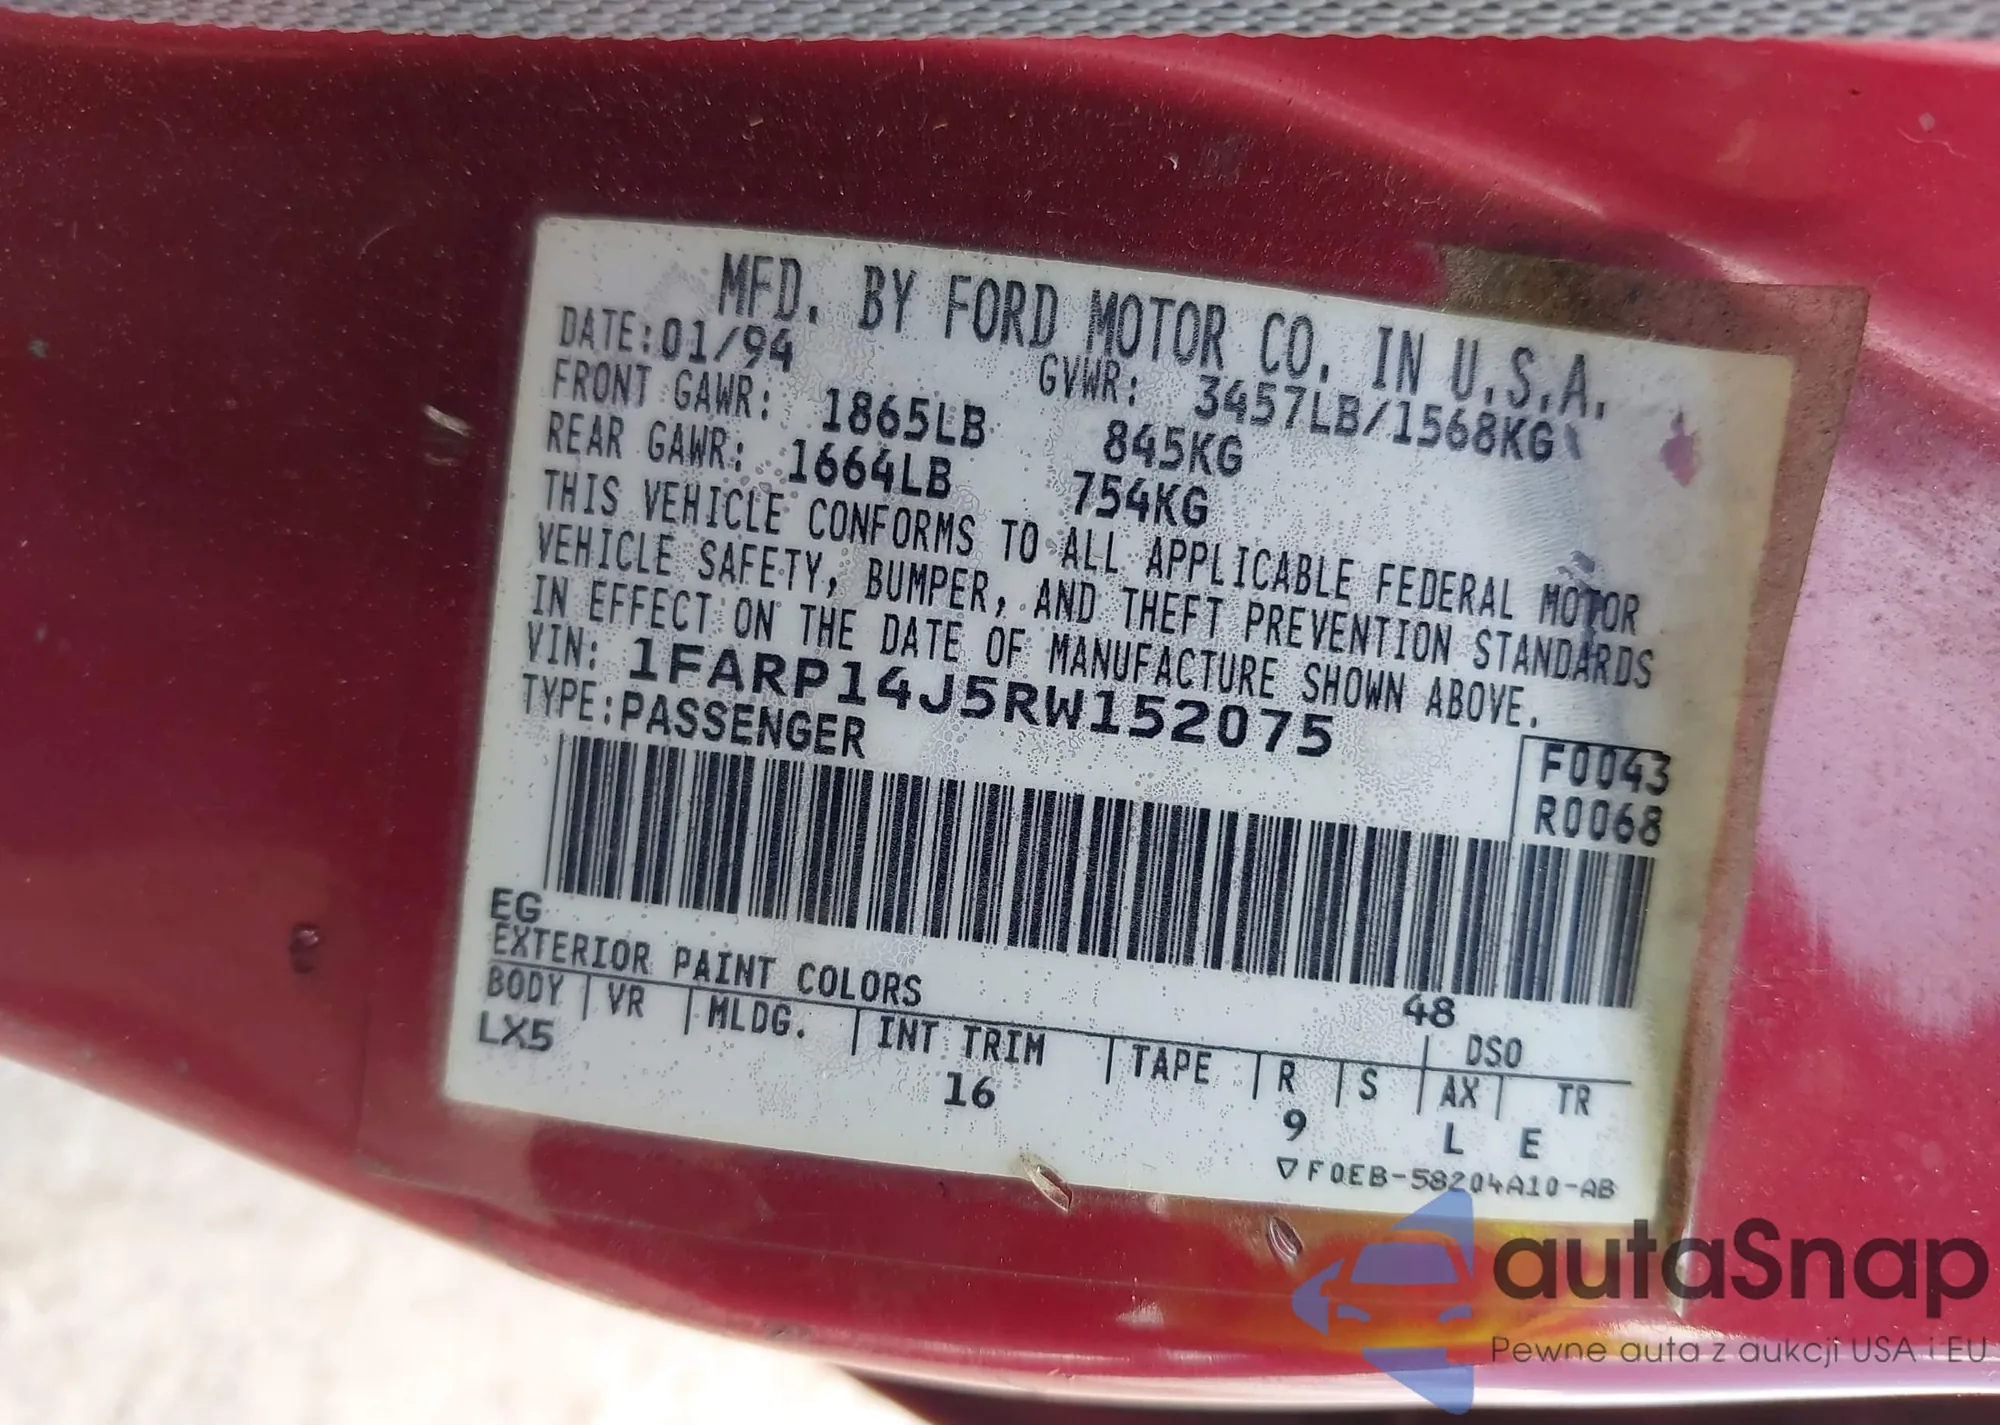 MFD. BY FORD MOTOR CO. IN U.S.A.
DATE: 01/94 GVWR: 3457LB/1568KG
FRONT GAWR: 1865LB 845KG
REAR GAWR: 1664LB 754KG
THIS VEHICLE CONFORMS TO ALL APPLICABLE FEDERAL MOTOR
VEHICLE SAFETY, BUMPER, AND THEFT PREVENTION STANDARDS
IN EFFECT ON THE DATE OF MANUFACTURE SHOWN ABOVE.
VIN: 1FARP14J5RW152075
TYPE: PASSENGER
F0043
R0068
EG
EXTERIOR PAINT COLORS 48 DSO
BODY VR MLDG. INT TRIM TAPE R S AX TR
LX5 16 9 L E
▽F0EB-58204A10-AB
autaSnap
Pewne auta z aukcji USA i EU